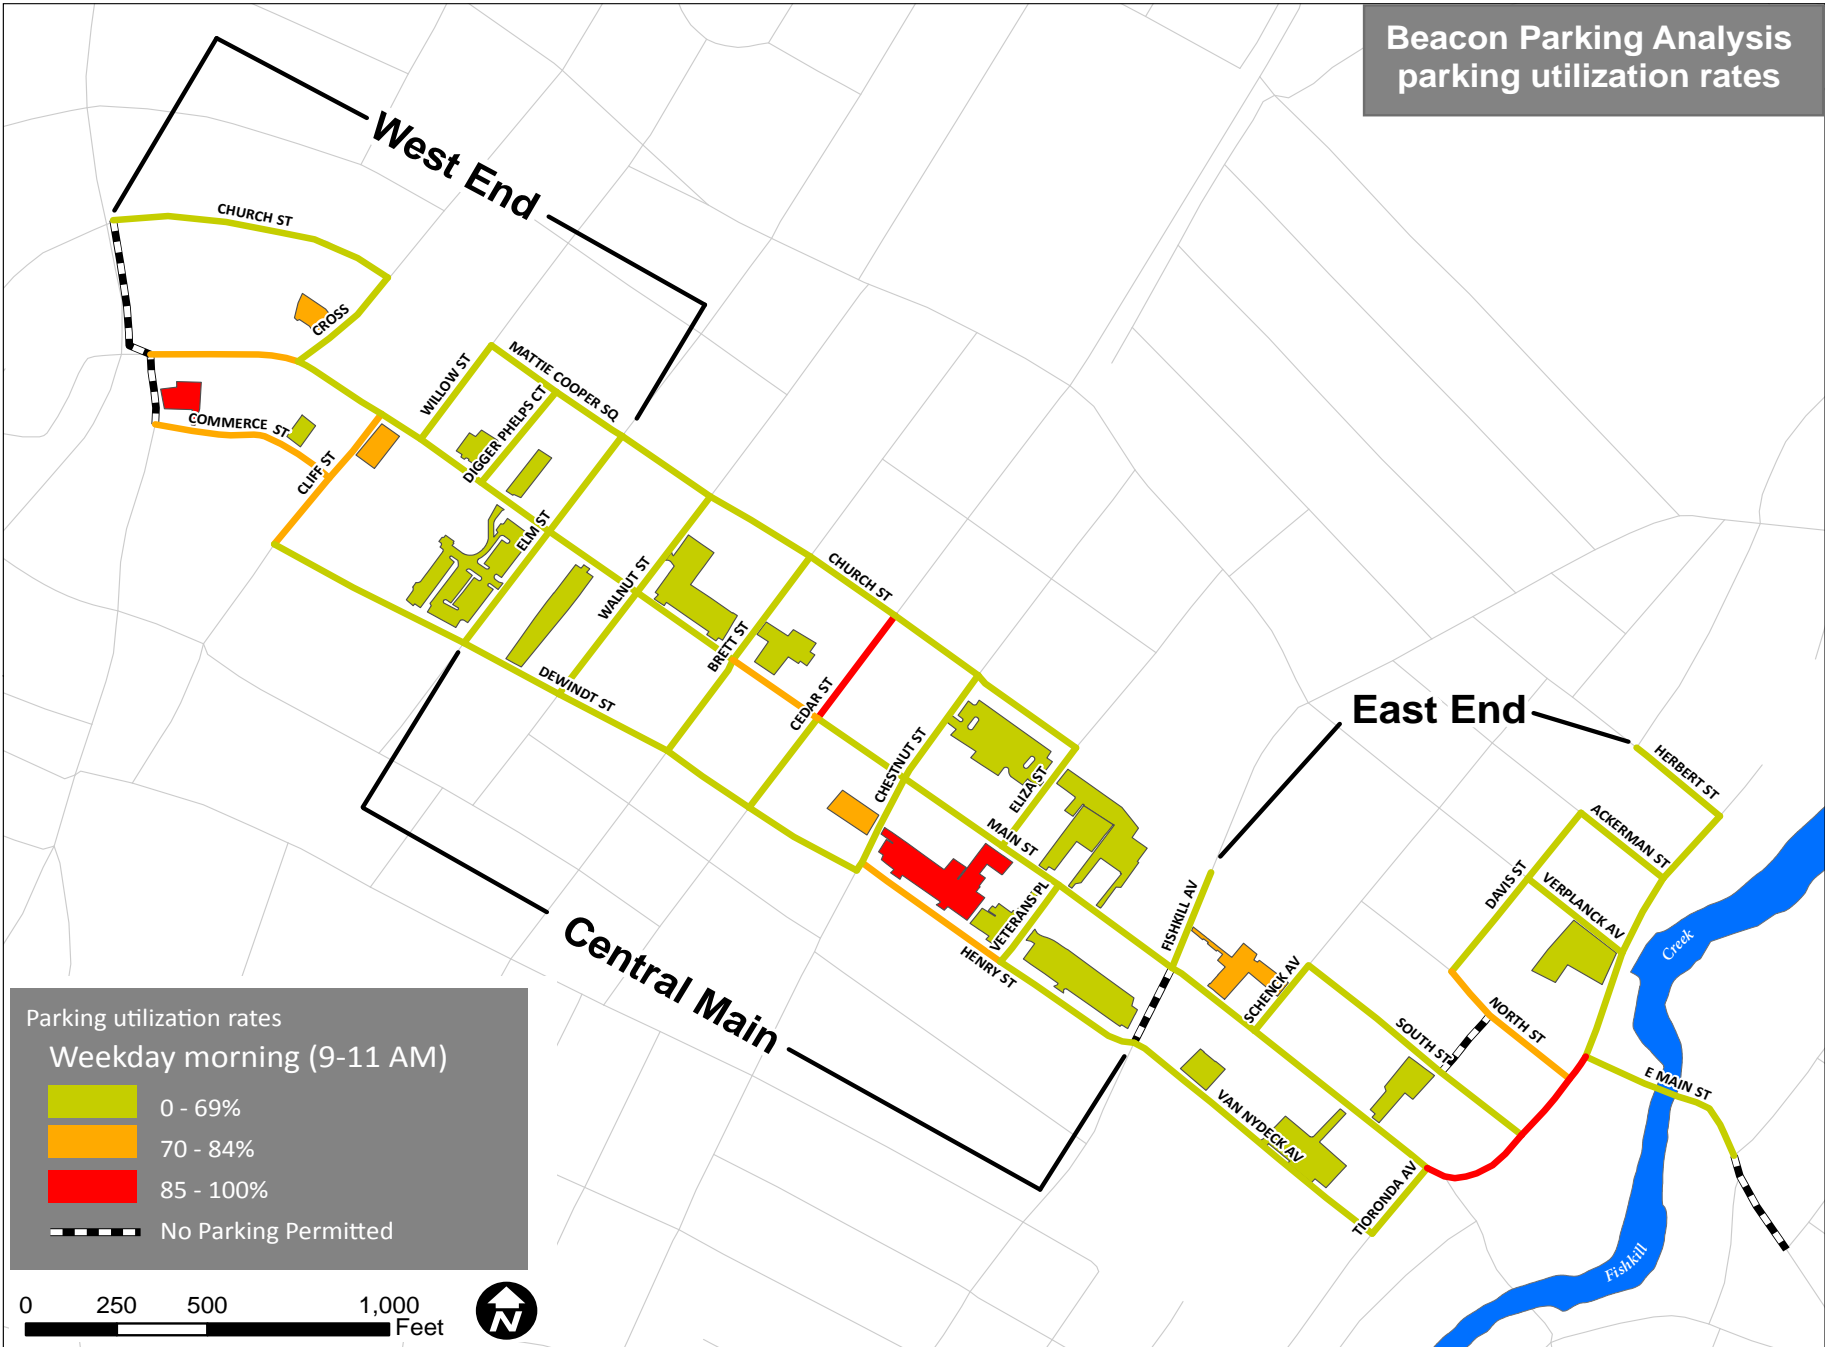 Beacon Parking Analysis
parking utilization rates
West End
CHURCH ST
CROSS
WILLOW ST
MATTIE COOPER SQ
DIGGER PHELPS CT
COMMERCE ST
CLIFF ST
ELM ST
WALNUT ST
CHURCH ST
BRETT ST
DEWINDT ST
CEDAR ST
CHESTNUT ST
ELIZA ST
MAIN ST
East End
HERBERT ST
ACKERMAN ST
DAVIS ST
VERPLANCK AV
FISHKILL AV
VETERANS PL
HENRY ST
Central Main
SCHENCK AV
SOUTH ST
NORTH ST
E MAIN ST
VAN NYDECK AV
TIORONDA AV
Creek
Fishkill
Parking utilization rates
Weekday morning (9-11 AM)
0 - 69%
70 - 84%
85 - 100%
No Parking Permitted
0 250 500 1,000
Feet
N